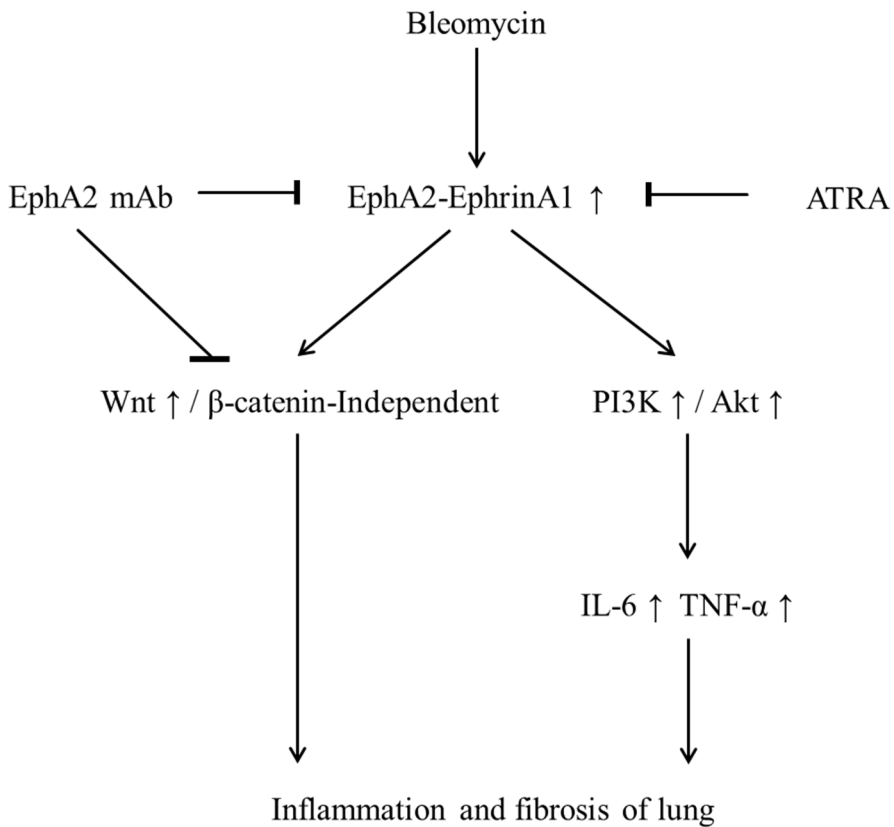 Bleomycin
EphA2 mAb
EphA2-EphrinA1 ↑
ATRA
Wnt ↑ / β-catenin-Independent
PI3K ↑ / Akt ↑
IL-6 ↑ TNF-α ↑
Inflammation and fibrosis of lung